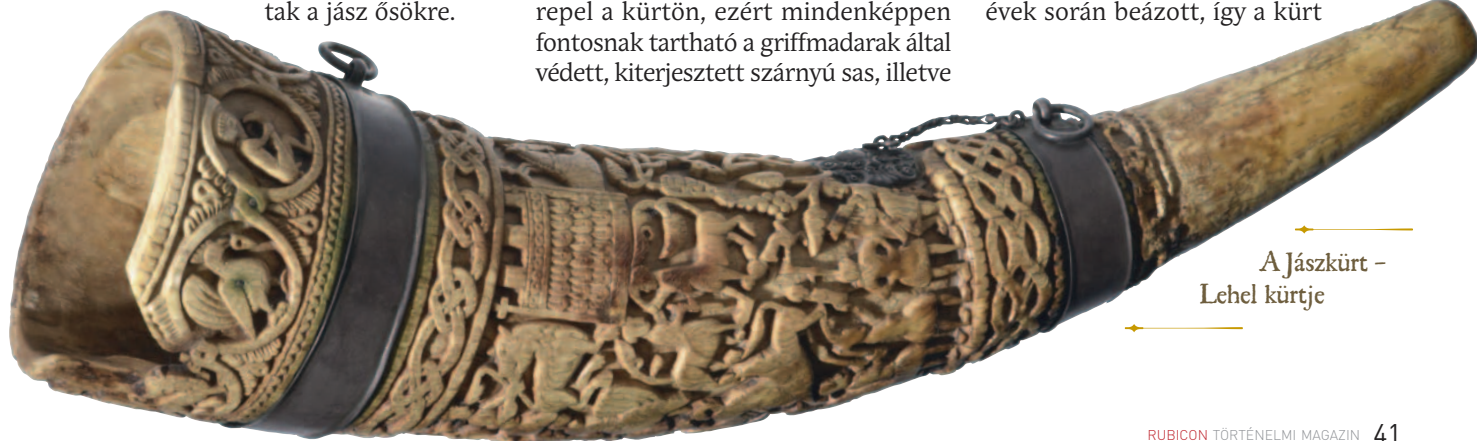 tak a jász ősökre.
repel a kürtön, ezért mindenképpen
fontosnak tartható a griffmadarak által
védett, kiterjesztett szárnyú sas, illetve
évek során beázott, így a kürt
A Jászkürt –
Lehel kürtje
RUBICON TÖRTÉNELMI MAGAZIN 41